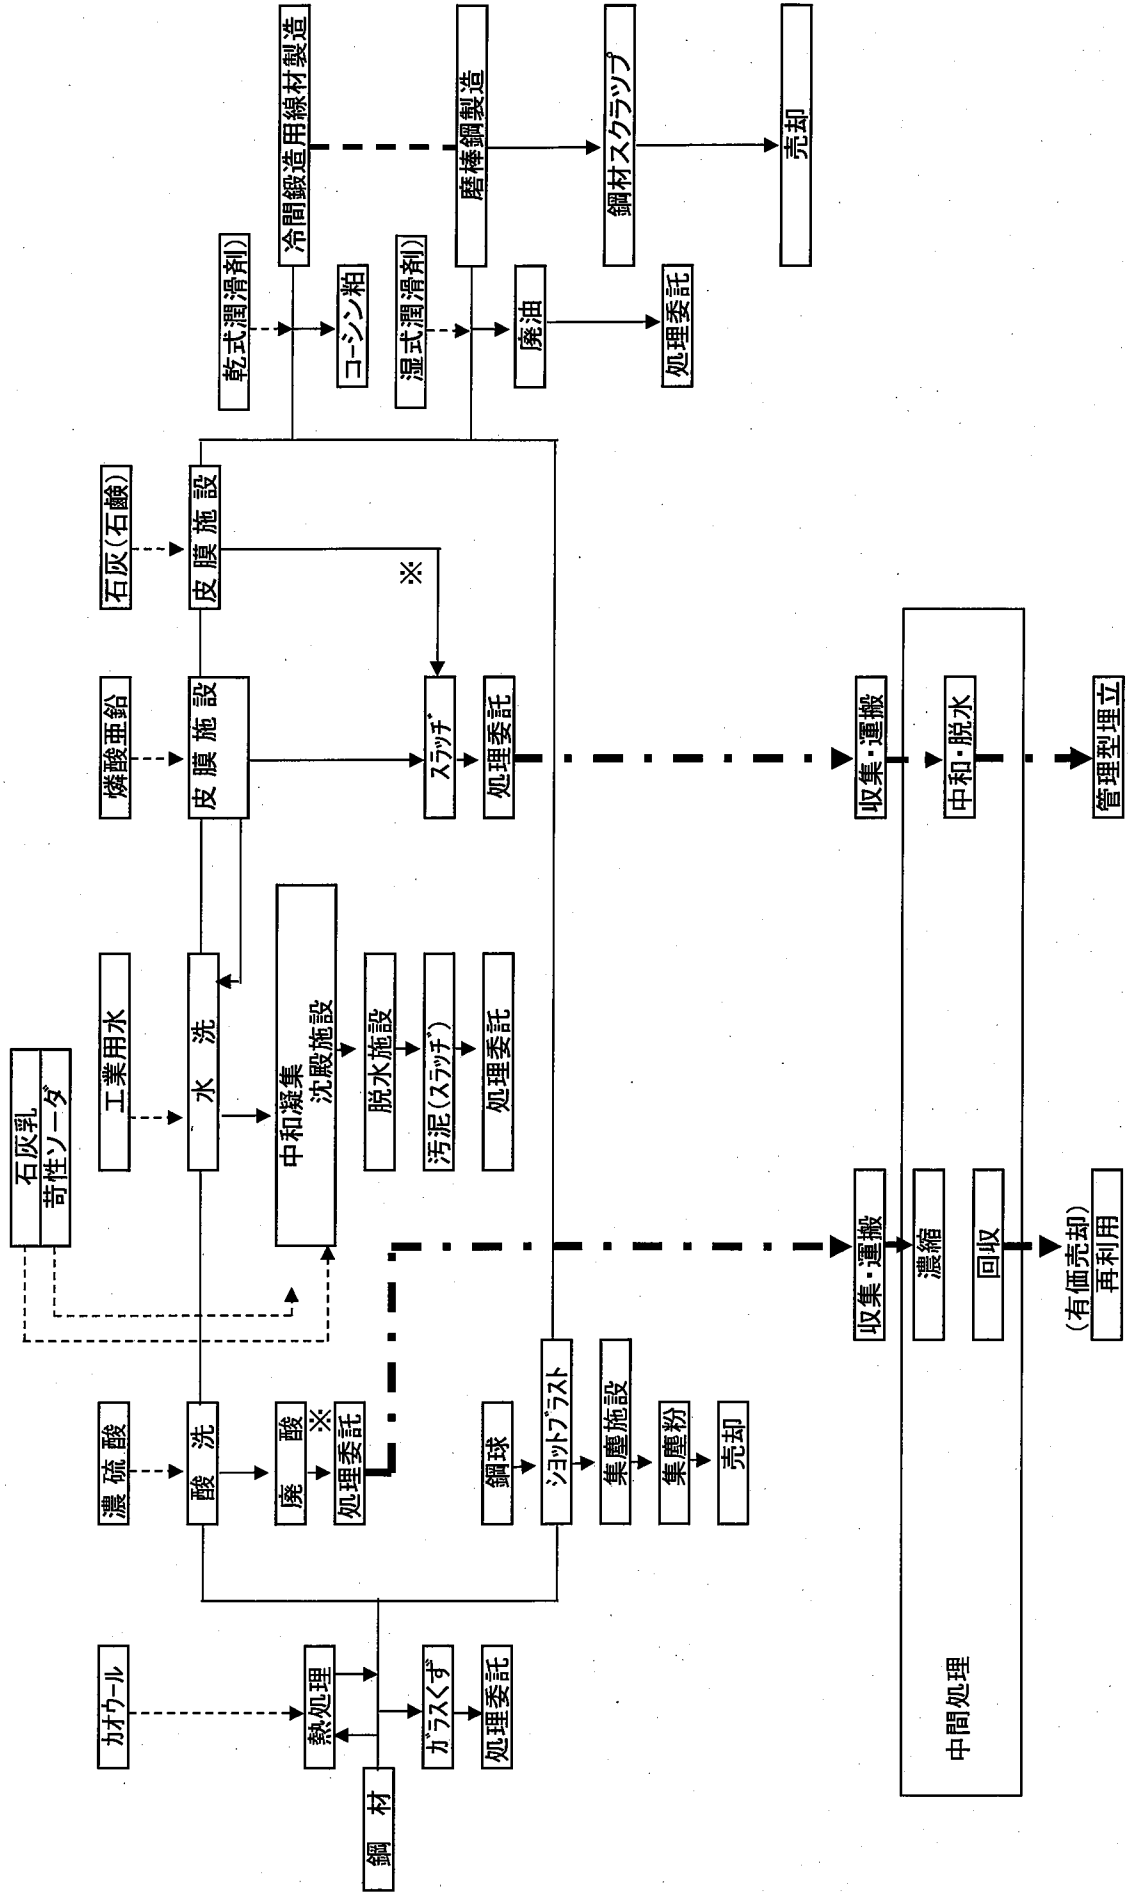 カオウール
熱処理
鋼 材
ガラスくず
処理委託
濃 硫 酸
酸 洗
廃 酸
※
処理委託
鋼球
ショットブラスト
集塵施設
集塵粉
売却
石灰乳
苛性ソーダ
工業用水
水 洗
中和凝集
沈殿施設
脱水施設
汚泥(スラッヂ)
処理委託
燐酸亜鉛
皮 膜 施 設
スラッヂ
処理委託
石灰(石鹸)
皮 膜 施 設
※
乾式潤滑剤)
コーシン粕
湿式潤滑剤)
廃油
処理委託
冷間鍛造用線材製造
磨棒鋼製造
鋼材スクラップ
売却
中間処理
収集・運搬
濃縮
回収
(有価売却)
再利用
収集・運搬
中和・脱水
管理型埋立